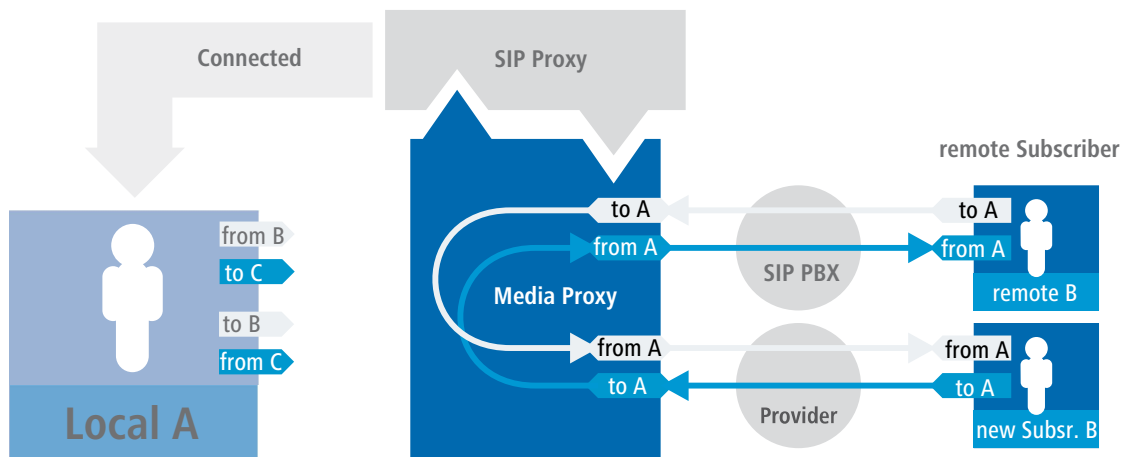 Connected
SIP Proxy
remote Subscriber
from B
to C
to B
from C
Local A
to A
from A
Media Proxy
from A
to A
SIP PBX
Provider
to A
from A
remote B
from A
to A
new Subsr. B